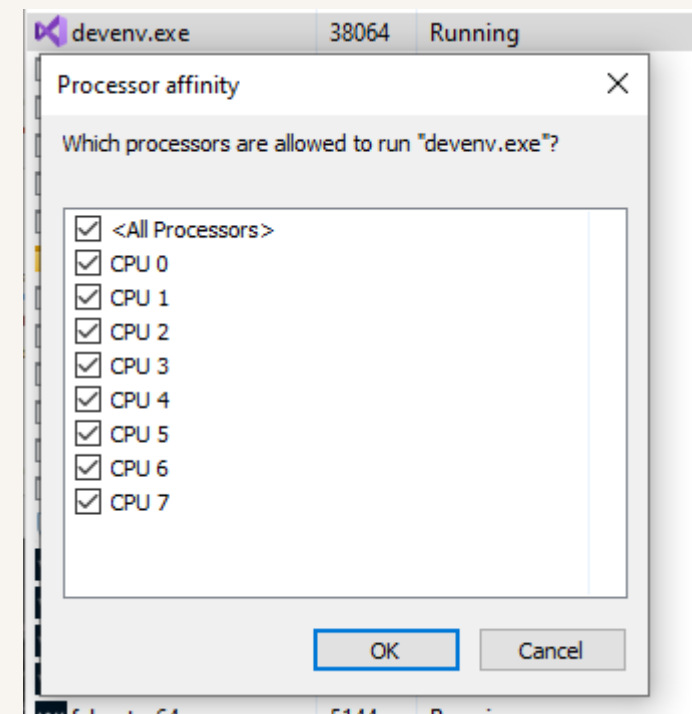 devenv.exe 38064 Running
Processor affinity
Which processors are allowed to run "devenv.exe"?
<All Processors>
CPU 0
CPU 1
CPU 2
CPU 3
CPU 4
CPU 5
CPU 6
CPU 7
OK Cancel